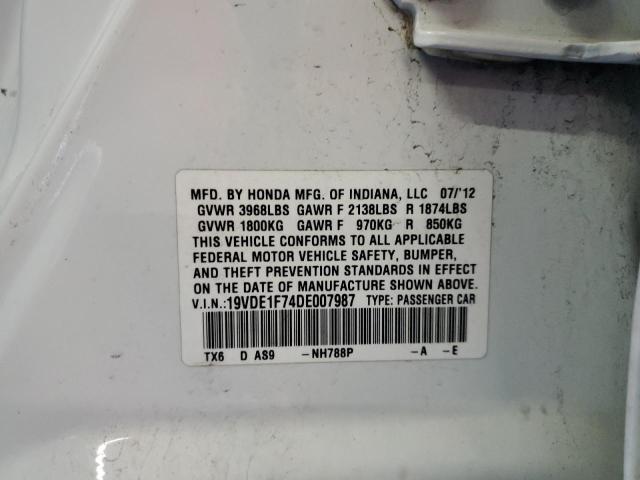 MFD. BY HONDA MFG. OF INDIANA, LLC 07/'12
GVWR 3968LBS GAWR F 2138LBS R 1874LBS
GVWR 1800KG GAWR F 970KG R 850KG
THIS VEHICLE CONFORMS TO ALL APPLICABLE
FEDERAL MOTOR VEHICLE SAFETY, BUMPER,
AND THEFT PREVENTION STANDARDS IN EFFECT
ON THE DATE OF MANUFACTURE SHOWN ABOVE.
V.I.N.:19VDE1F74DE007987 TYPE: PASSENGER CAR
TX6 D AS9 -NH788P -A -E